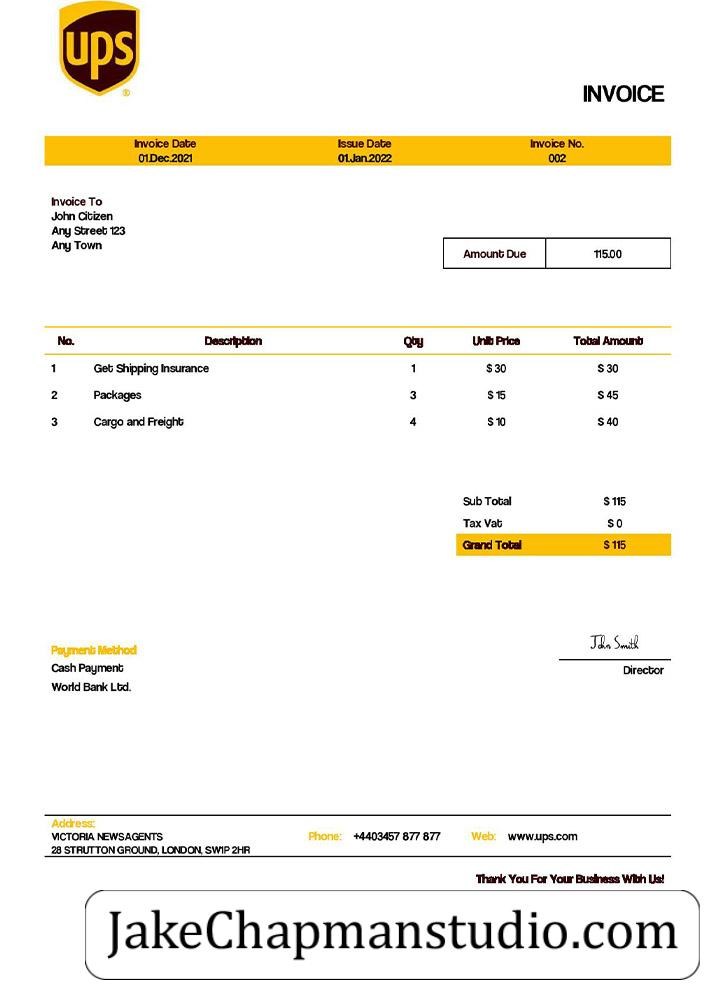 ups
®
INVOICE
Invoice Date Issue Date Invoice No.
01.Dec.2021 01.Jan.2022 002
Invoice To
John Citizen
Any Street 123
Any Town
Amount Due 115.00
No. Description Qty Unit Price Total Amount
1 Get Shipping Insurance 1 $ 30 $ 30
2 Packages 3 $ 15 $ 45
3 Cargo and Freight 4 $ 10 $ 40
Sub Total $ 115
Tax Vat $ 0
Grand Total $ 115
Payment Method
Cash Payment
World Bank Ltd.
John Smith
Director
Address:
VICTORIA NEWSAGENTS
28 STRUTTON GROUND, LONDON, SW1P 2HR
Phone: +4403457 877 877 Web: www.ups.com
Thank You For Your Business With Us!
JakeChapmanstudio.com